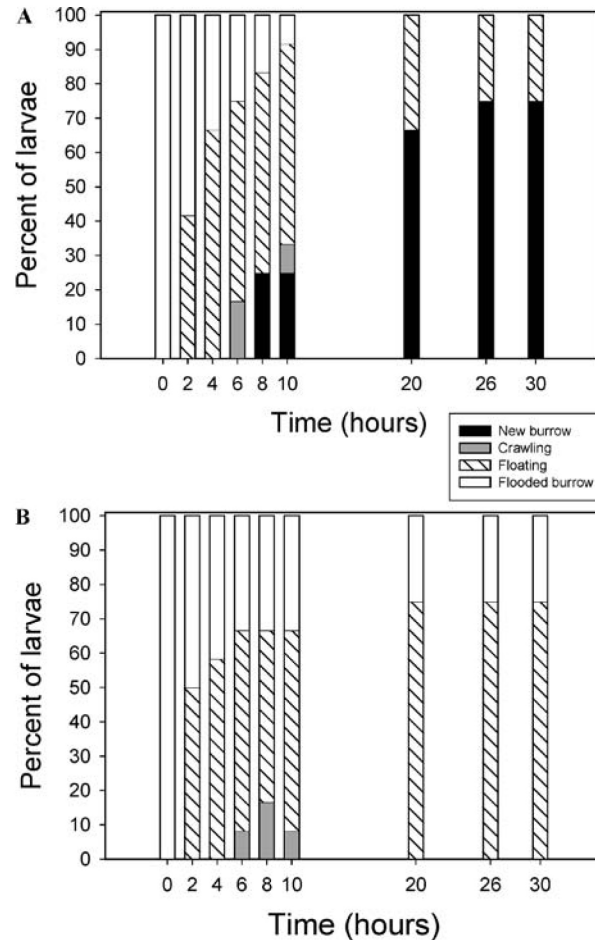 A
Percent of larvae
100
90
80
70
60
50
40
30
20
10
0
0 2 4 6 8 10 20 26 30
Time (hours)
New burrow
Crawling
Floating
Flooded burrow
B
Percent of larvae
100
90
80
70
60
50
40
30
20
10
0
0 2 4 6 8 10 20 26 30
Time (hours)